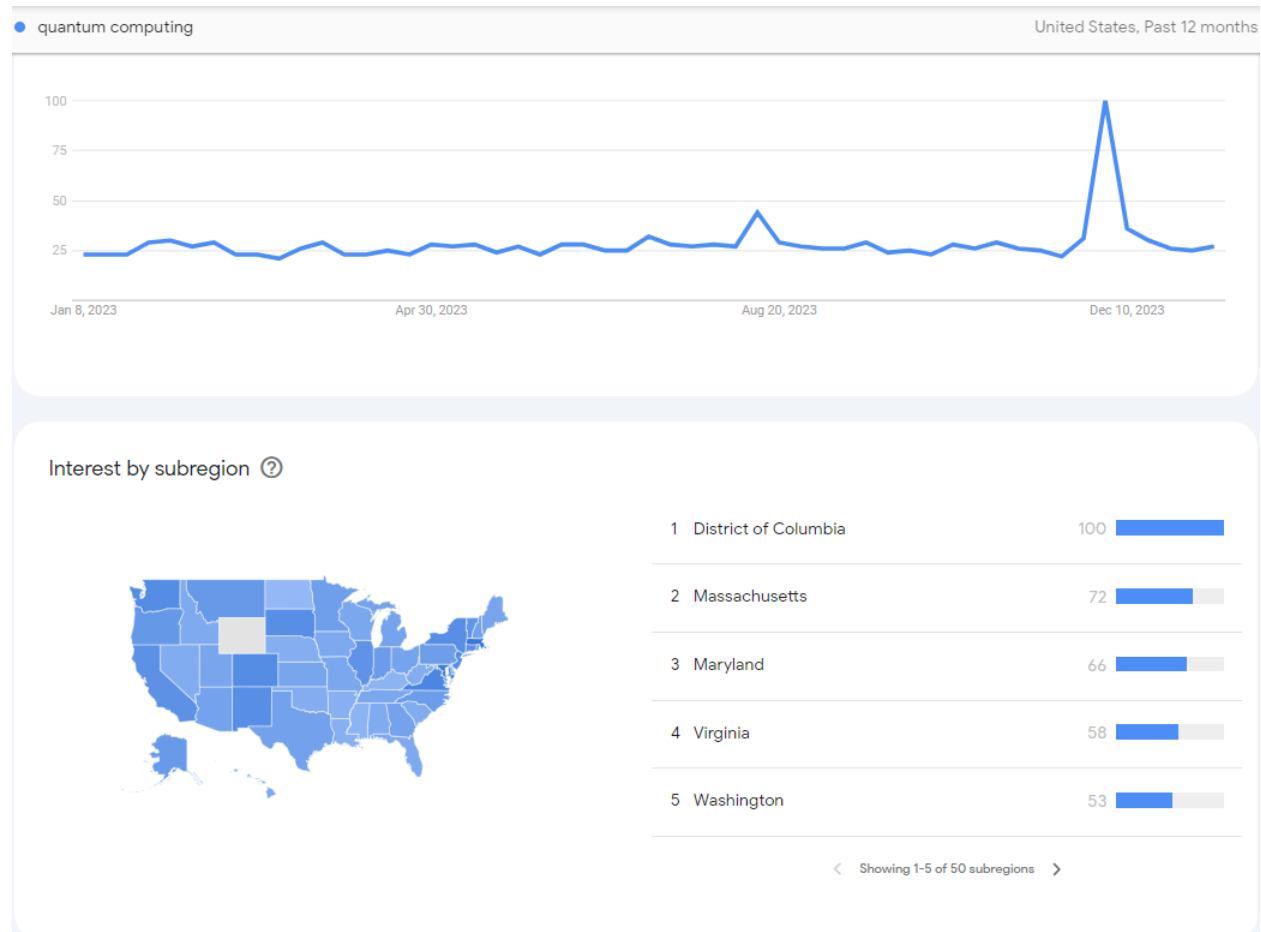 quantum computing United States, Past 12 months
100
75
50
25
Jan 8, 2023 Apr 30, 2023 Aug 20, 2023 Dec 10, 2023
Interest by subregion ?
1 District of Columbia 100
2 Massachusetts 72
3 Maryland 66
4 Virginia 58
5 Washington 53
Showing 1-5 of 50 subregions